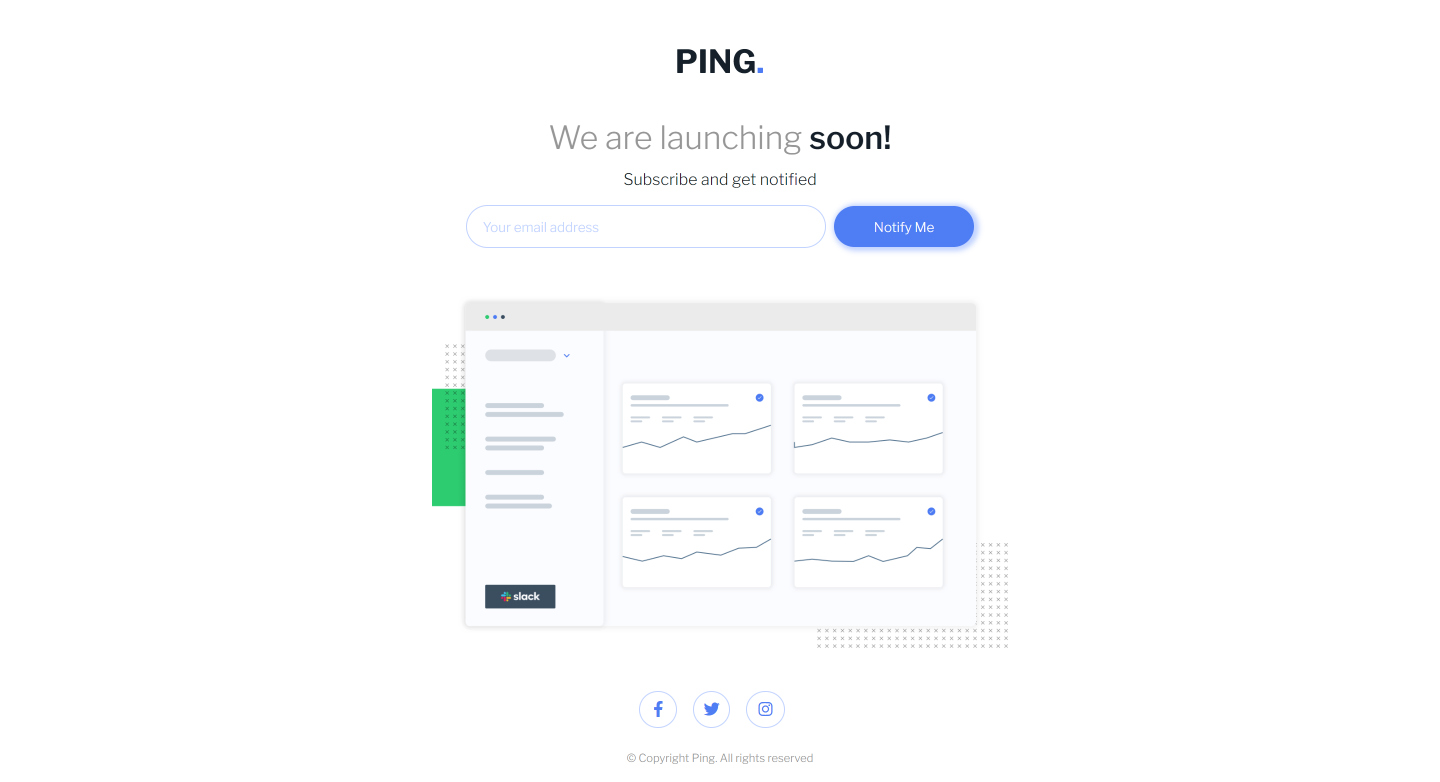 PING.
We are launching soon!
Subscribe and get notified
Your email address
Notify Me
slack
© Copyright Ping. All rights reserved